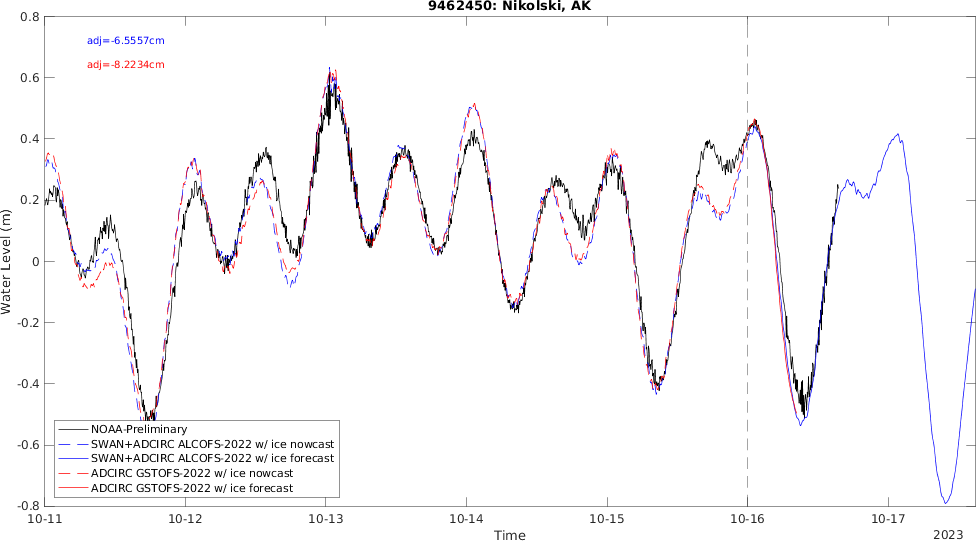 9462450: Nikolski, AK
adj=-6.5557cm
adj=-8.2234cm
Water Level (m)
0.8
0.6
0.4
0.2
0
-0.2
-0.4
-0.6
-0.8
NOAA-Preliminary
SWAN+ADCIRC ALCOFS-2022 w/ ice nowcast
SWAN+ADCIRC ALCOFS-2022 w/ ice forecast
ADCIRC GSTOFS-2022 w/ ice nowcast
ADCIRC GSTOFS-2022 w/ ice forecast
10-11 10-12 10-13 10-14 10-15 10-16 10-17
Time
2023